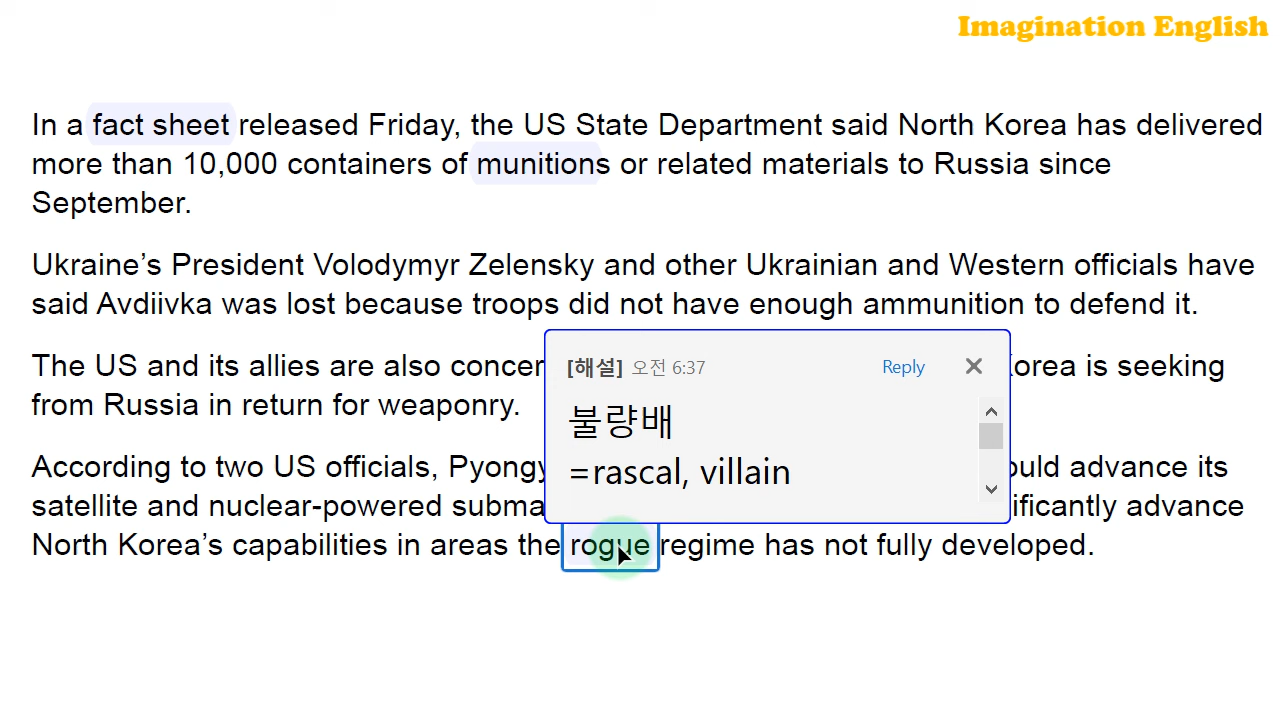 Imagination English
In a fact sheet released Friday, the US State Department said North Korea has delivered
more than 10,000 containers of munitions or related materials to Russia since
September.
Ukraine’s President Volodymyr Zelensky and other Ukrainian and Western officials have
said Avdiivka was lost because troops did not have enough ammunition to defend it.
The US and its allies are also concer
orea is seeking
from Russia in return for weaponry.
[해설] 오전 6:37 Reply
불량배
=rascal, villain
According to two US officials, Pyongy
ould advance its
satellite and nuclear-powered subma
ificantly advance
North Korea’s capabilities in areas the rogue regime has not fully developed.